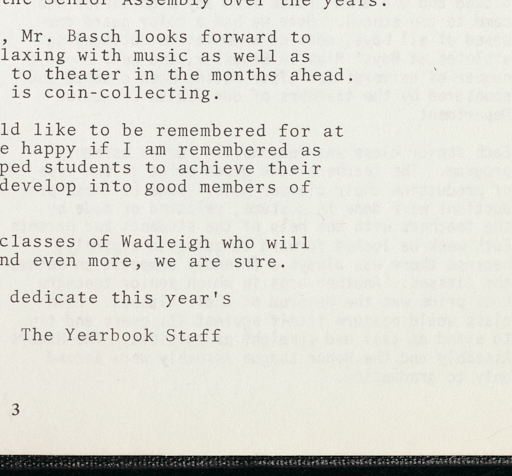 the Senior Assembly over the years.
, Mr. Basch looks forward to
laxing with music as well as
to theater in the months ahead.
is coin-collecting.
ld like to be remembered for at
e happy if I am remembered as
ped students to achieve their
develop into good members of
classes of Wadleigh who will
nd even more, we are sure.
dedicate this year's
The Yearbook Staff
3